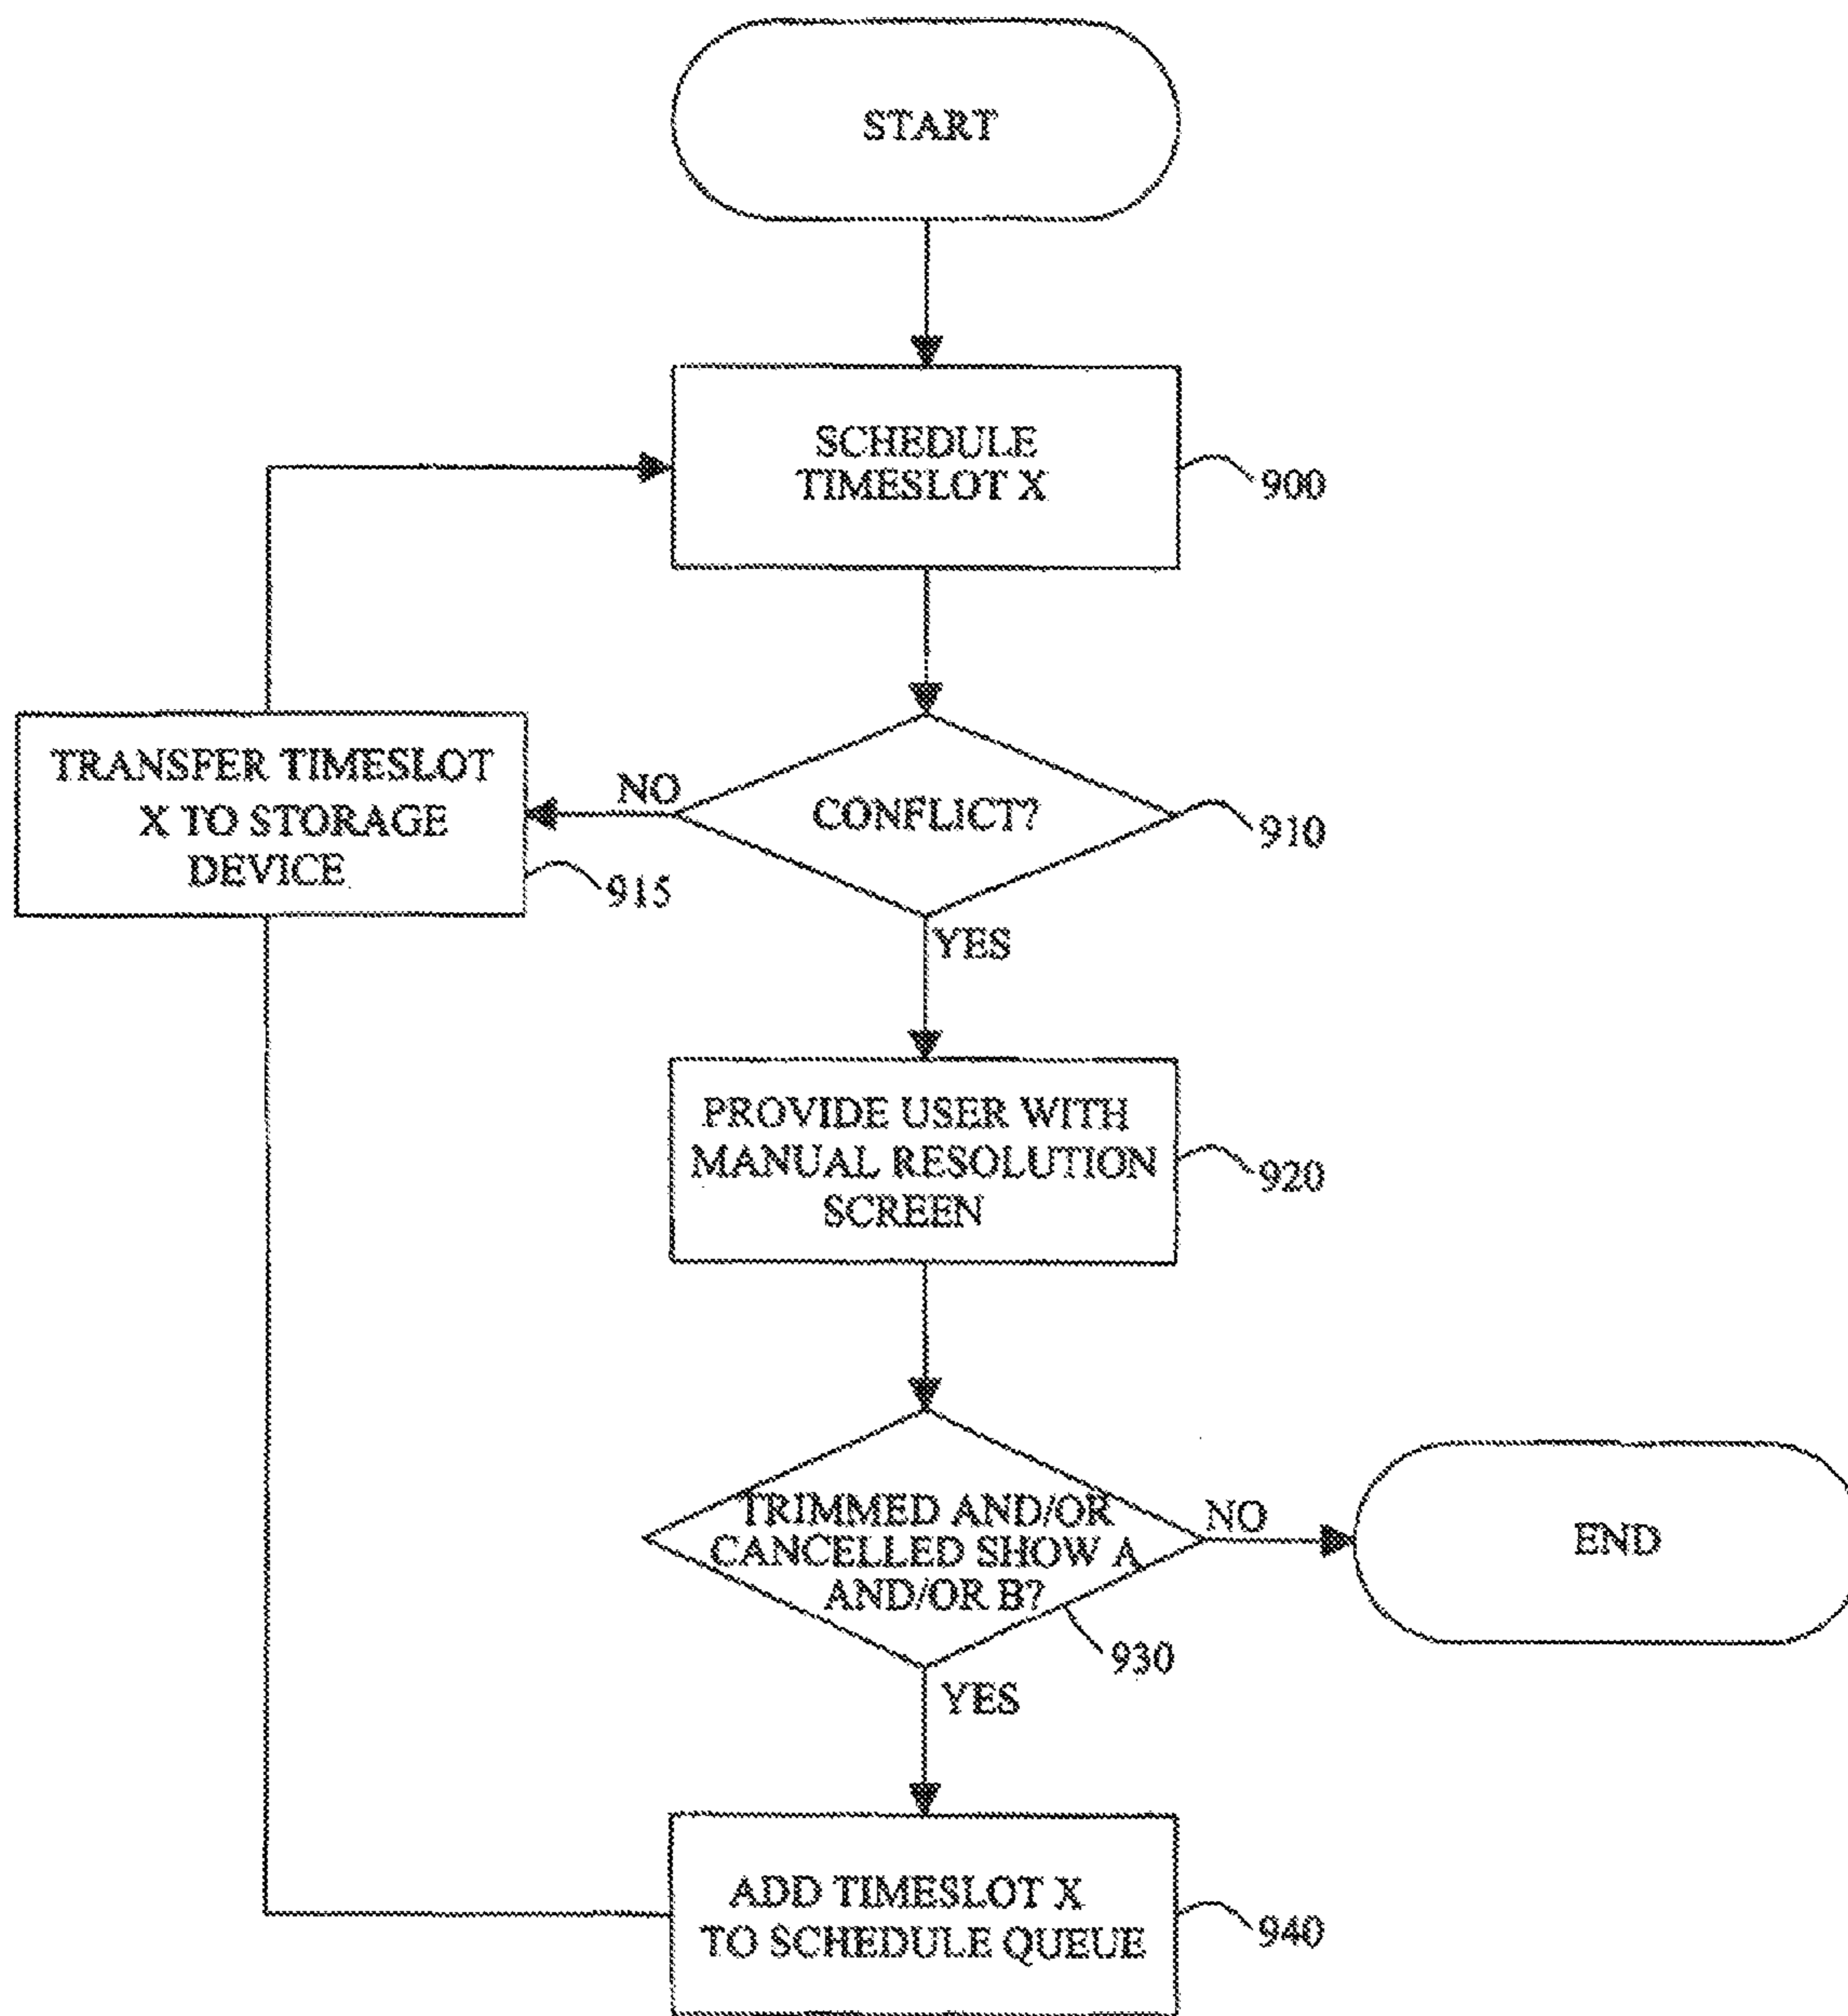 START
SCHEDULE
TIMESLOT X
900
TRANSFER TIMESLOT
X TO STORAGE
DEVICE
915
NO
CONFLICT?
910
YES
PROVIDE USER WITH
MANUAL RESOLUTION
SCREEN
920
TRIMMED AND/OR
CANCELLED SHOW A
AND/OR B?
930
NO
END
YES
ADD TIMESLOT X
TO SCHEDULE QUEUE
940